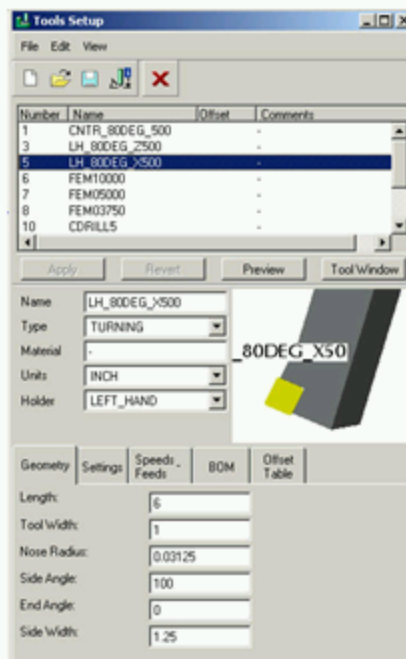 Tools Setup
File Edit View
Number Name Offset Comments
1 CNTR_80DEG_500 -
3 LH_80DEG_Z500 -
5 LH_80DEG_X500 -
6 FEM10000 -
7 FEM05000 -
8 FEM03750 -
10 CDRILL5 -
Apply Revert Preview Tool Window
Name LH_80DEG_X500
Type TURNING
Material -
Units INCH
Holder LEFT_HAND
_80DEG_X50
Geometry Settings Speeds Feeds BOM Offset Table
Length: 6
Tool Width: 1
Nose Radius: 0.03125
Side Angle: 100
End Angle: 0
Side Width: 1.25